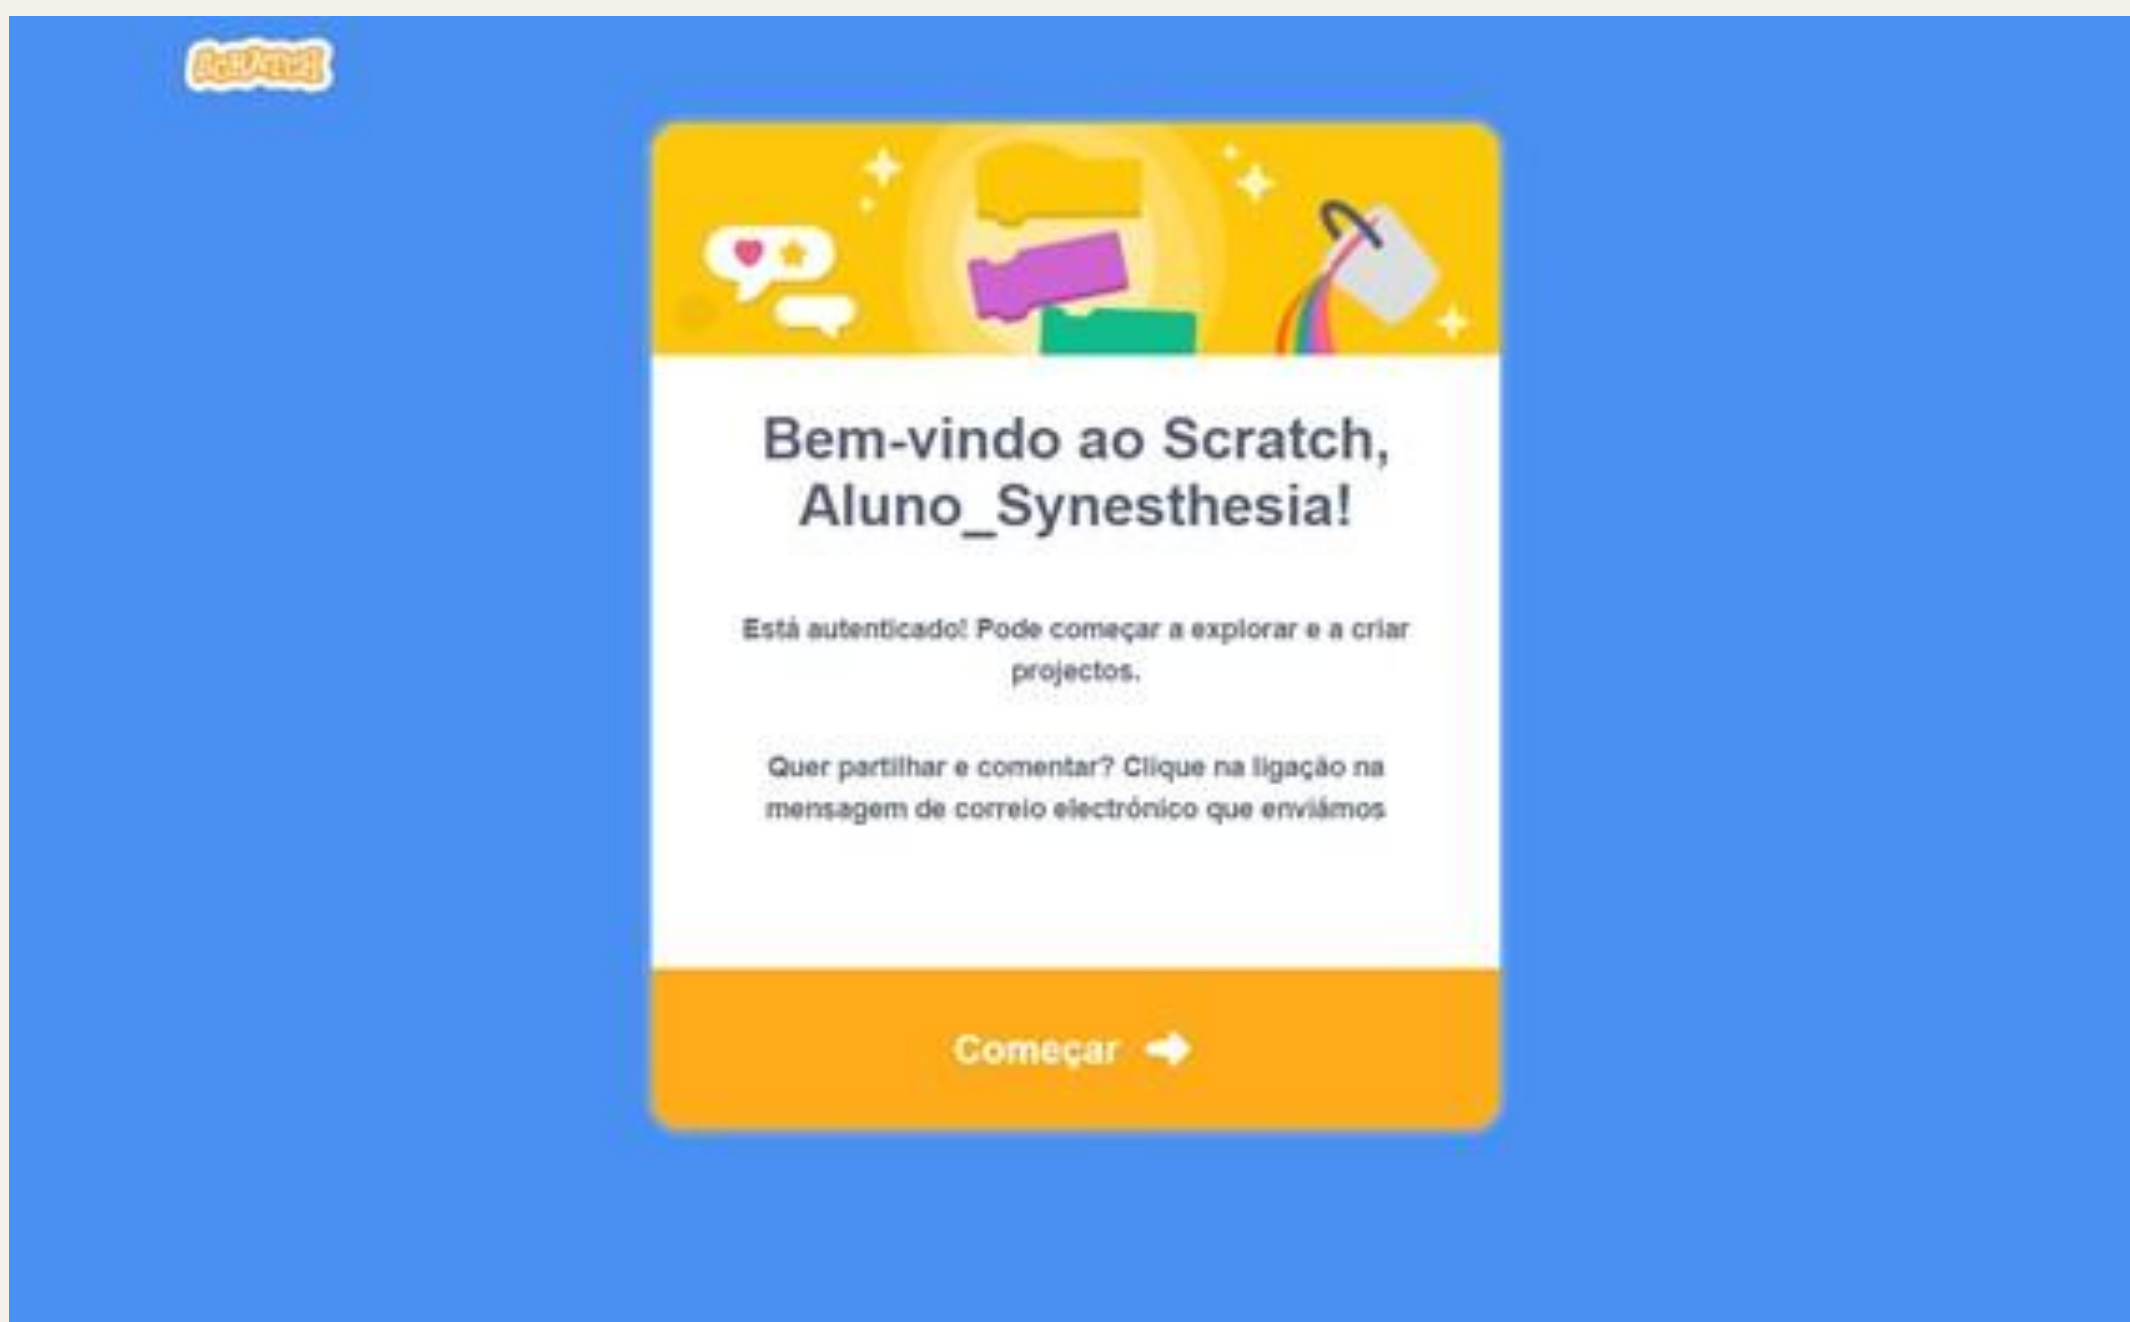 SCRATCH
Bem-vindo ao Scratch,
Aluno_Synesthesia!
Está autenticado! Pode começar a explorar e a criar
projectos.
Quer partilhar e comentar? Clique na ligação na
mensagem de correio electrónico que enviámos
Começar